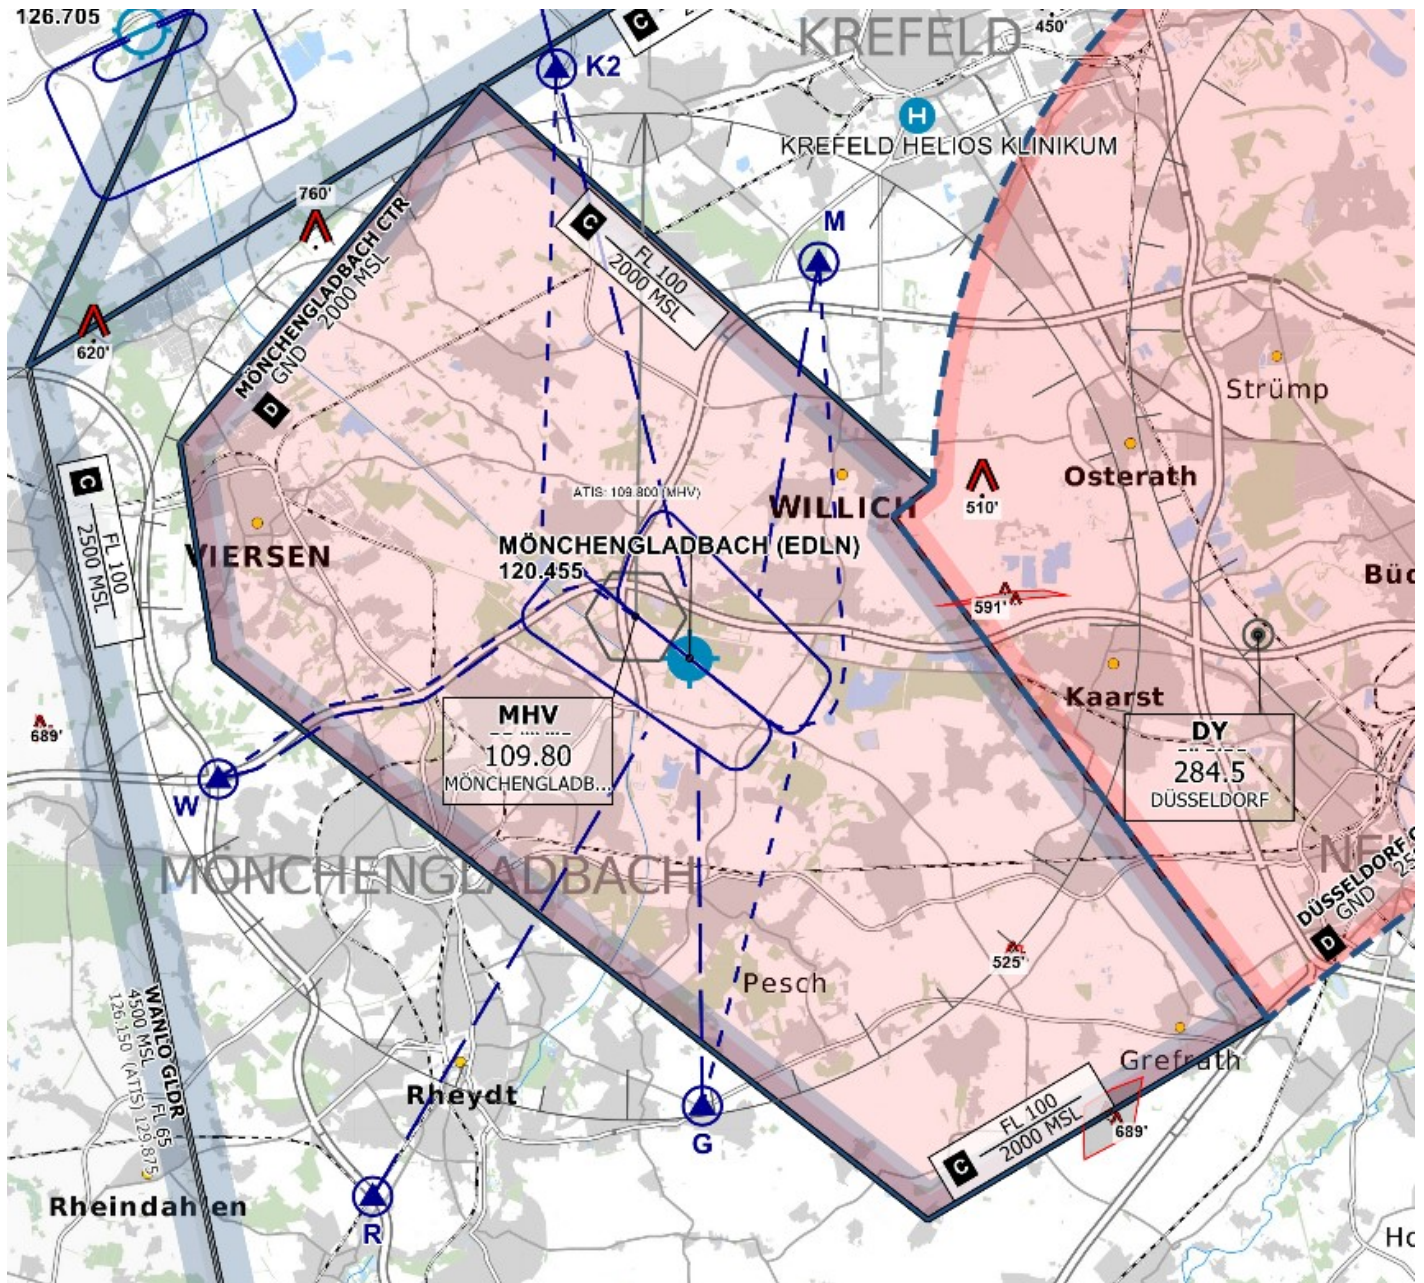 126.705
C
450'
KREFELD
K2
H
KREFELD HELIOS KLINIKUM
760'
M
C
FL 100
2000 MSL
MÖNCHENGLADBACH CTR
2000 MSL
GND
D
620'
Strümp
Osterath
510'
ATIS: 109.800 (MHV)
WILLICH
C
FL 100
2500 MSL
VIERSEN
MÖNCHENGLADBACH (EDLN)
120.455
591'
Büd
Kaarst
689'
MHV
109.80
MÖNCHENGLADB...
DY
284.5
DÜSSELDORF
W
MÖNCHENGLADBACH
NE
DÜSSELDORF C
GND
D
525'
Pesch
WANLO GLDR
4500 MSL FL 65
126.150 (ATIS) 129.875
Grefrath
Rheydt
C
FL 100
2000 MSL
689'
G
Rheindahlen
R
Ho